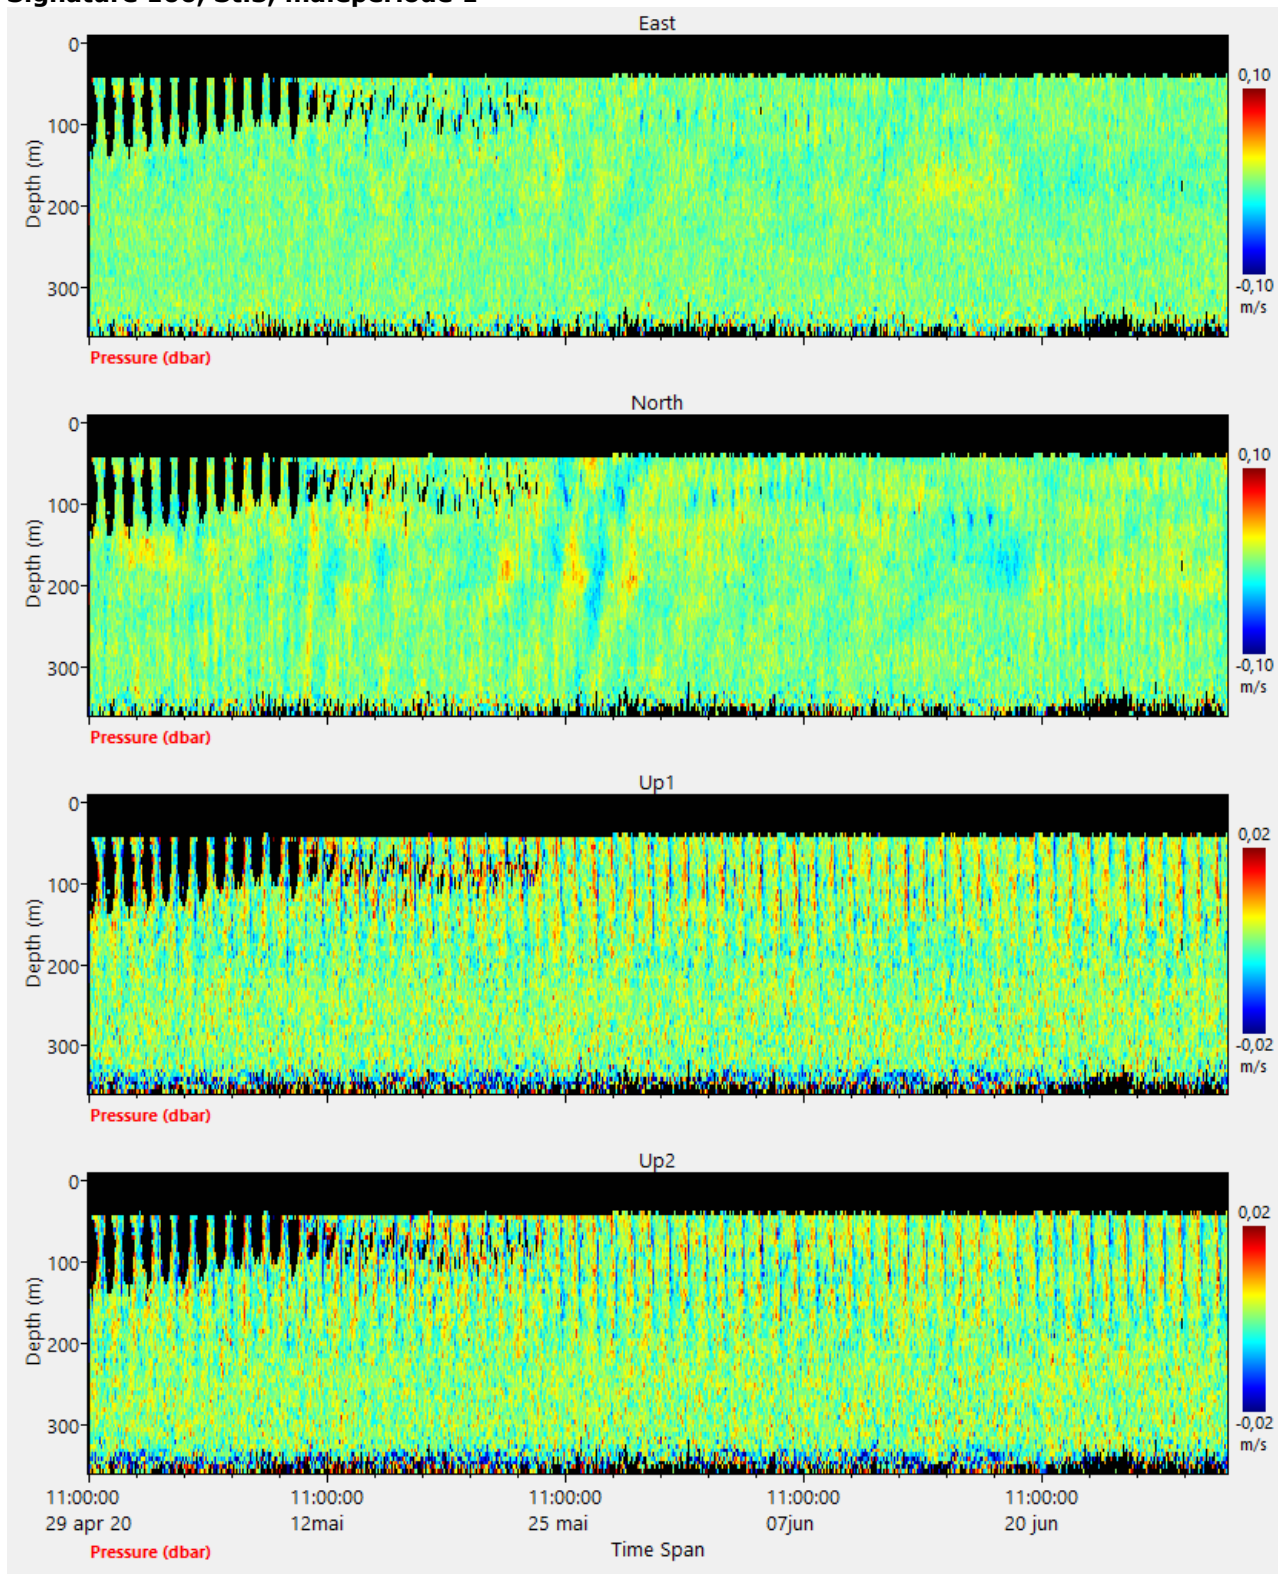 East
0
100
200
300
Depth (m)
0,10
-0,10
m/s
Pressure (dbar)
North
0
100
200
300
Depth (m)
0,10
-0,10
m/s
Pressure (dbar)
Up1
0
100
200
300
Depth (m)
0,02
-0,02
m/s
Pressure (dbar)
Up2
0
100
200
300
Depth (m)
0,02
-0,02
m/s
11:00:00 11:00:00 11:00:00 11:00:00 11:00:00
29 apr 20 12mai 25 mai 07jun 20 jun
Pressure (dbar) Time Span